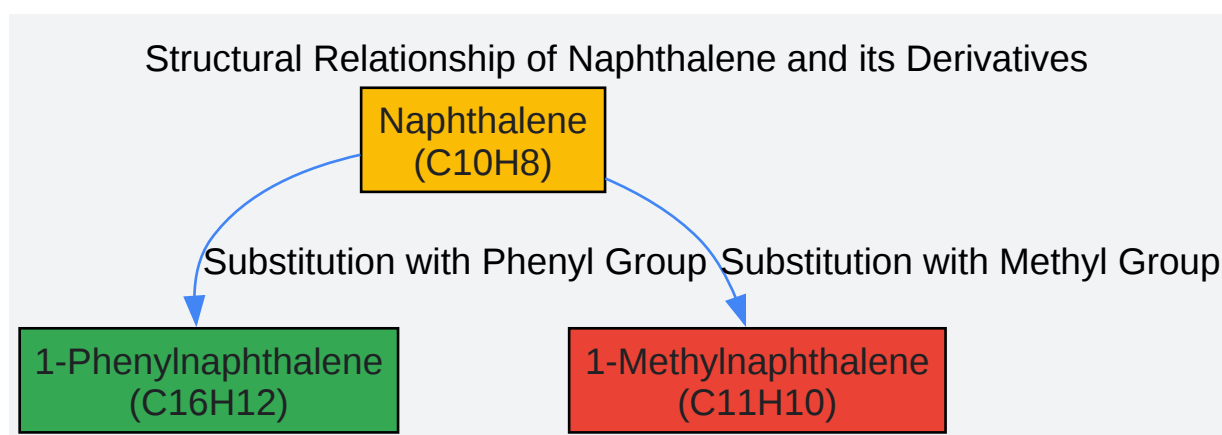 Structural Relationship of Naphthalene and its Derivatives
Naphthalene
(C10H8)
Substitution with Phenyl Group
Substitution with Methyl Group
1-Phenylnaphthalene
(C16H12)
1-Methylnaphthalene
(C11H10)